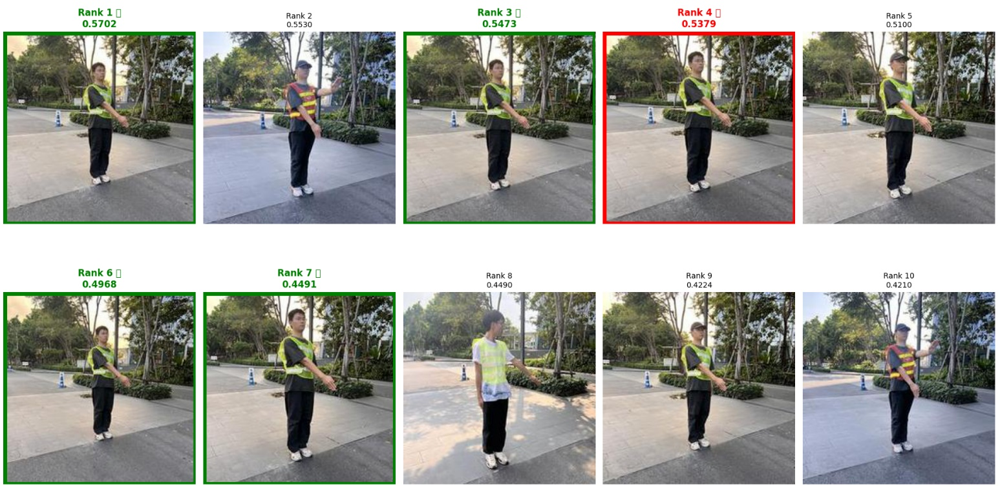 Rank 1
0.5702
Rank 2
0.5530
Rank 3
0.5473
Rank 4
0.5379
Rank 5
0.5100
Rank 6
0.4968
Rank 7
0.4491
Rank 8
0.4490
Rank 9
0.4224
Rank 10
0.4210